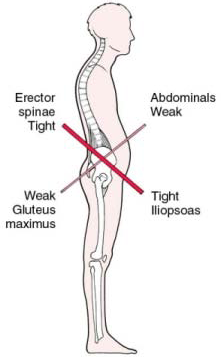 Erector
spinae
Tight
Abdominals
Weak
Weak
Gluteus
maximus
Tight
Iliopsoas